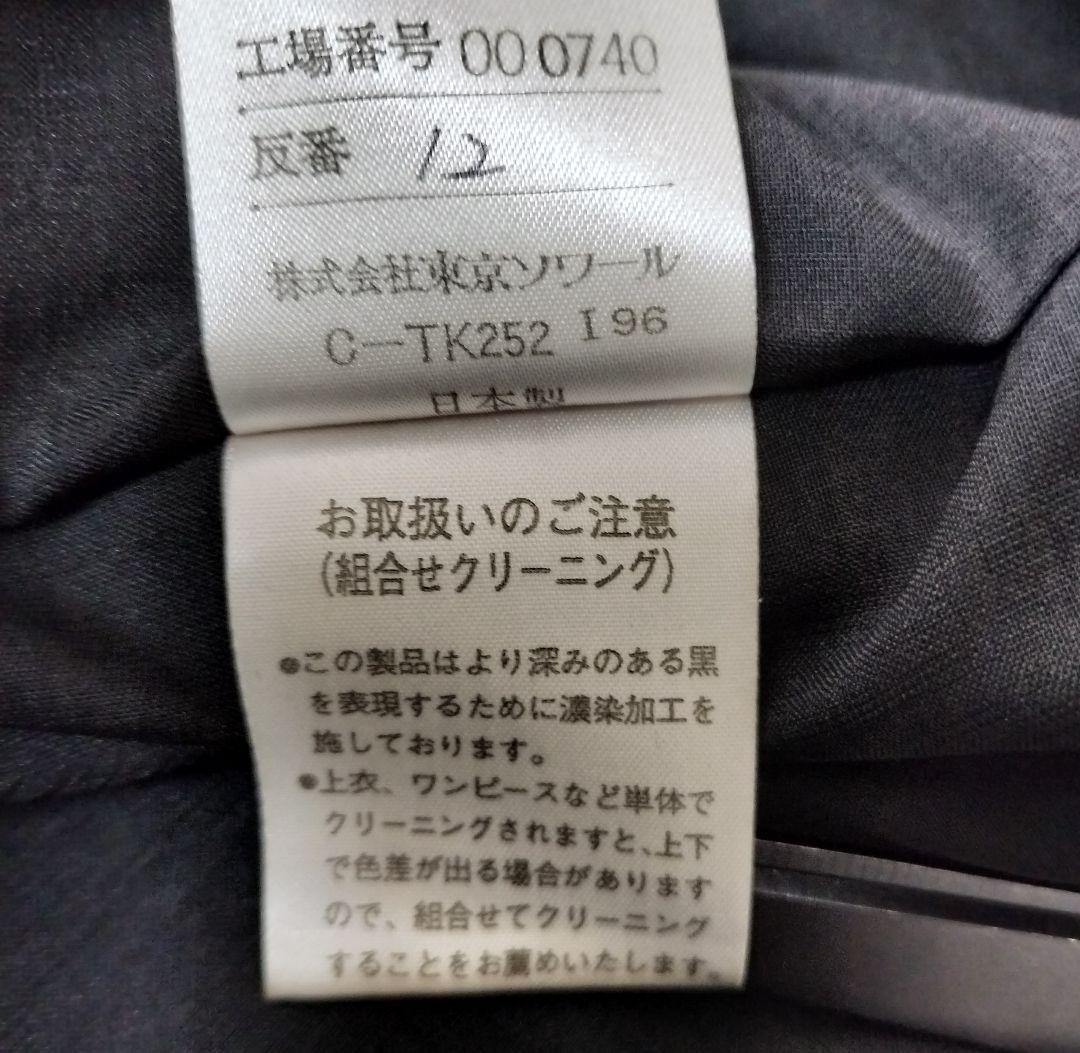 工場番号 000740
反番 12
株式会社東京ソワール
C-TK252 I96
日本製
お取扱いのご注意
(組合せクリーニング)
●この製品はより深みのある黒
を表現するために濃染加工を
施しております。
●上衣、ワンピースなど単体で
クリーニングされますと、上下
で色差が出る場合があります
ので、組合せてクリーニング
することをお薦めいたします。